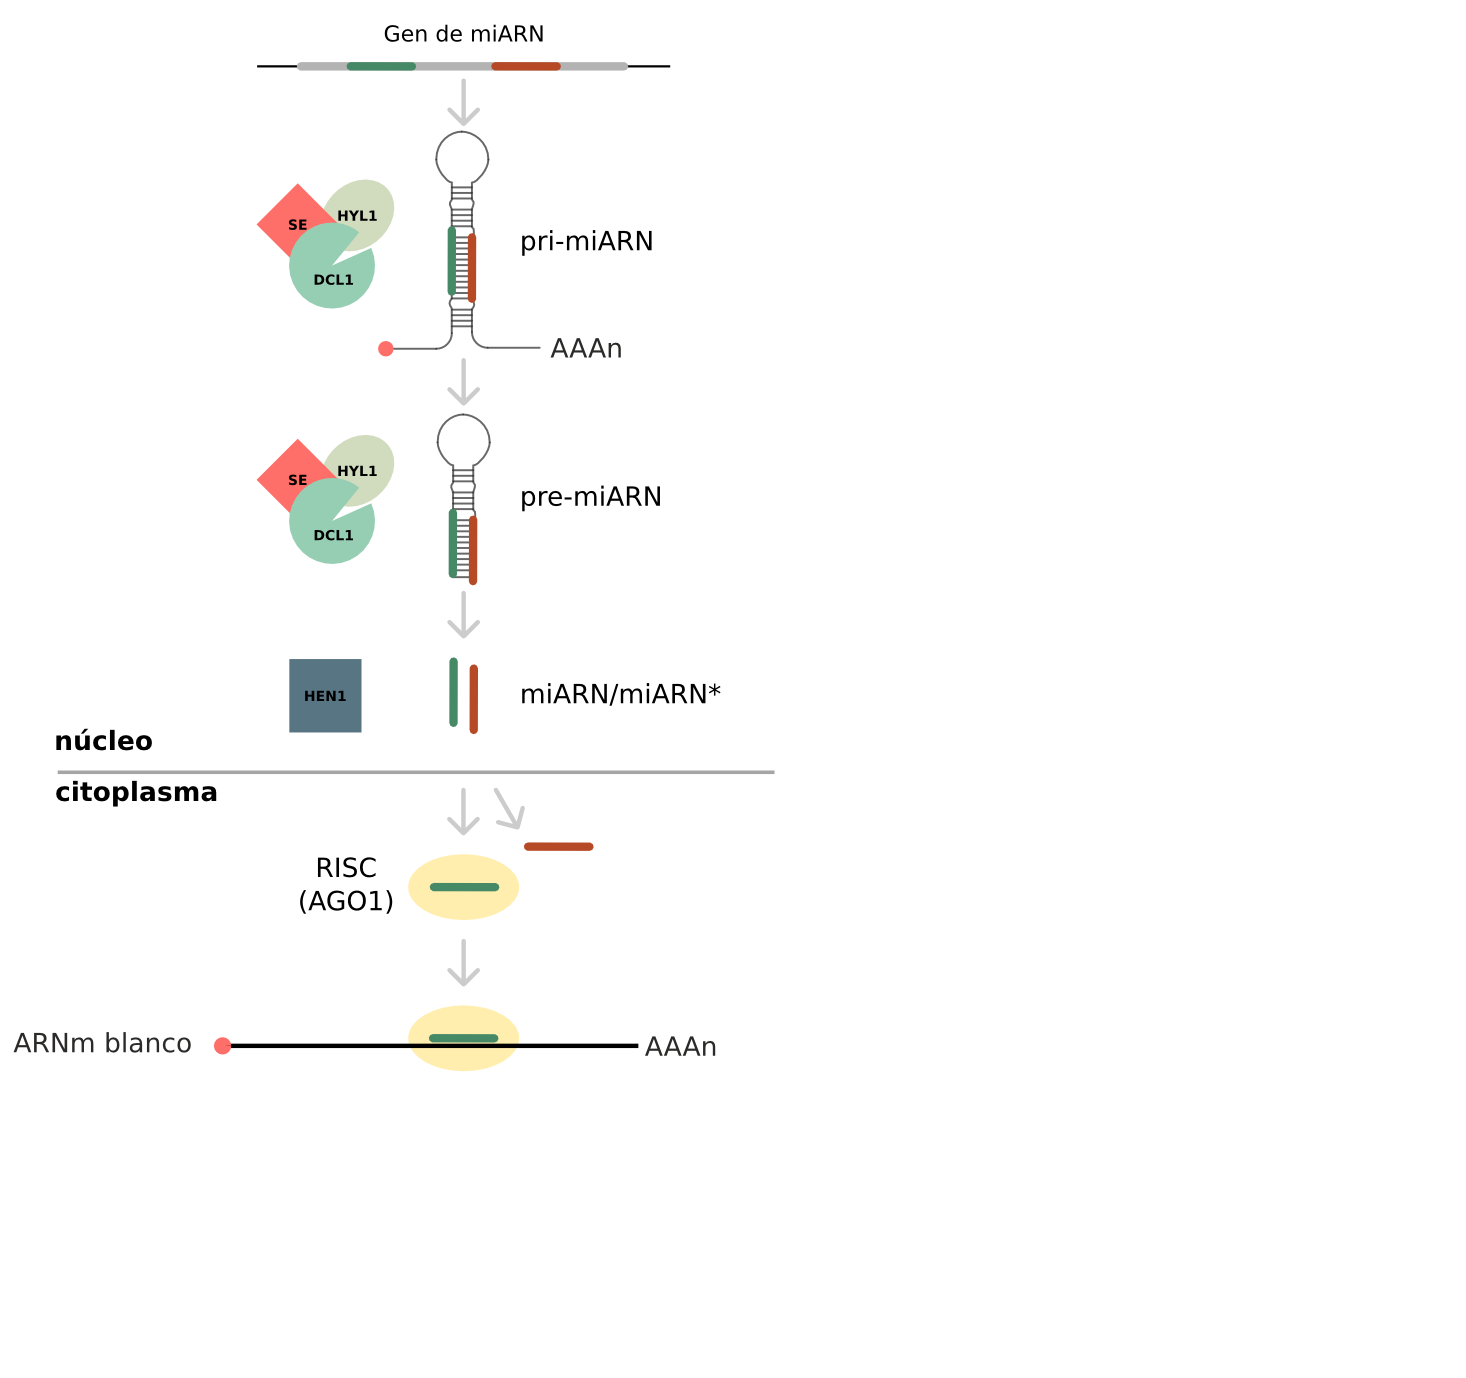 Gen de miARN
SE
HYL1
DCL1
pri-miARN
AAAn
SE
HYL1
DCL1
pre-miARN
HEN1
miARN/miARN*
núcleo
citoplasma
RISC
(AGO1)
ARNm blanco
AAAn